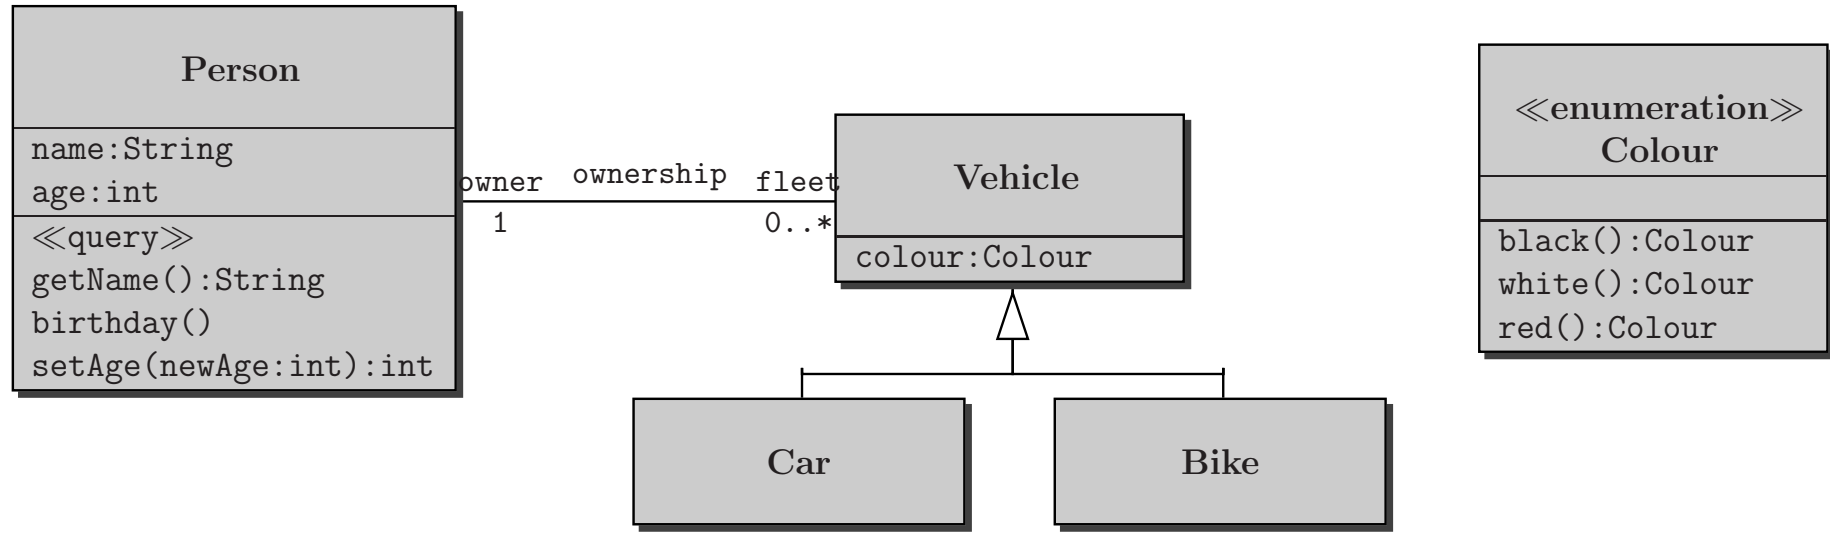 Person
name:String
age:int
≪query≫
getName():String
birthday()
setAge(newAge:int):int
owner
ownership
fleet
1
0..*
Vehicle
colour:Colour
Car
Bike
≪enumeration≫
Colour
black():Colour
white():Colour
red():Colour